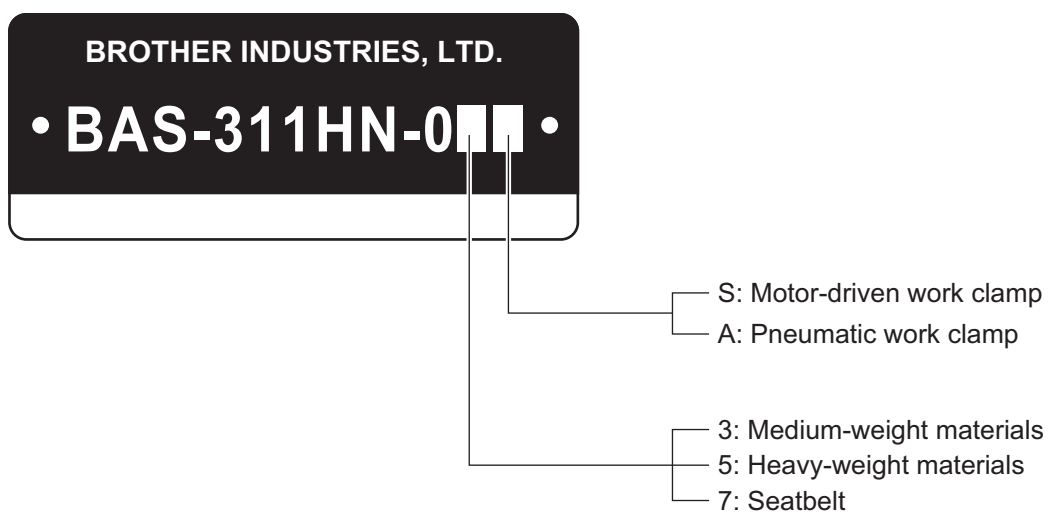 BROTHER INDUSTRIES, LTD.
• BAS-311HN-0■■ •
S: Motor-driven work clamp
A: Pneumatic work clamp
3: Medium-weight materials
5: Heavy-weight materials
7: Seatbelt